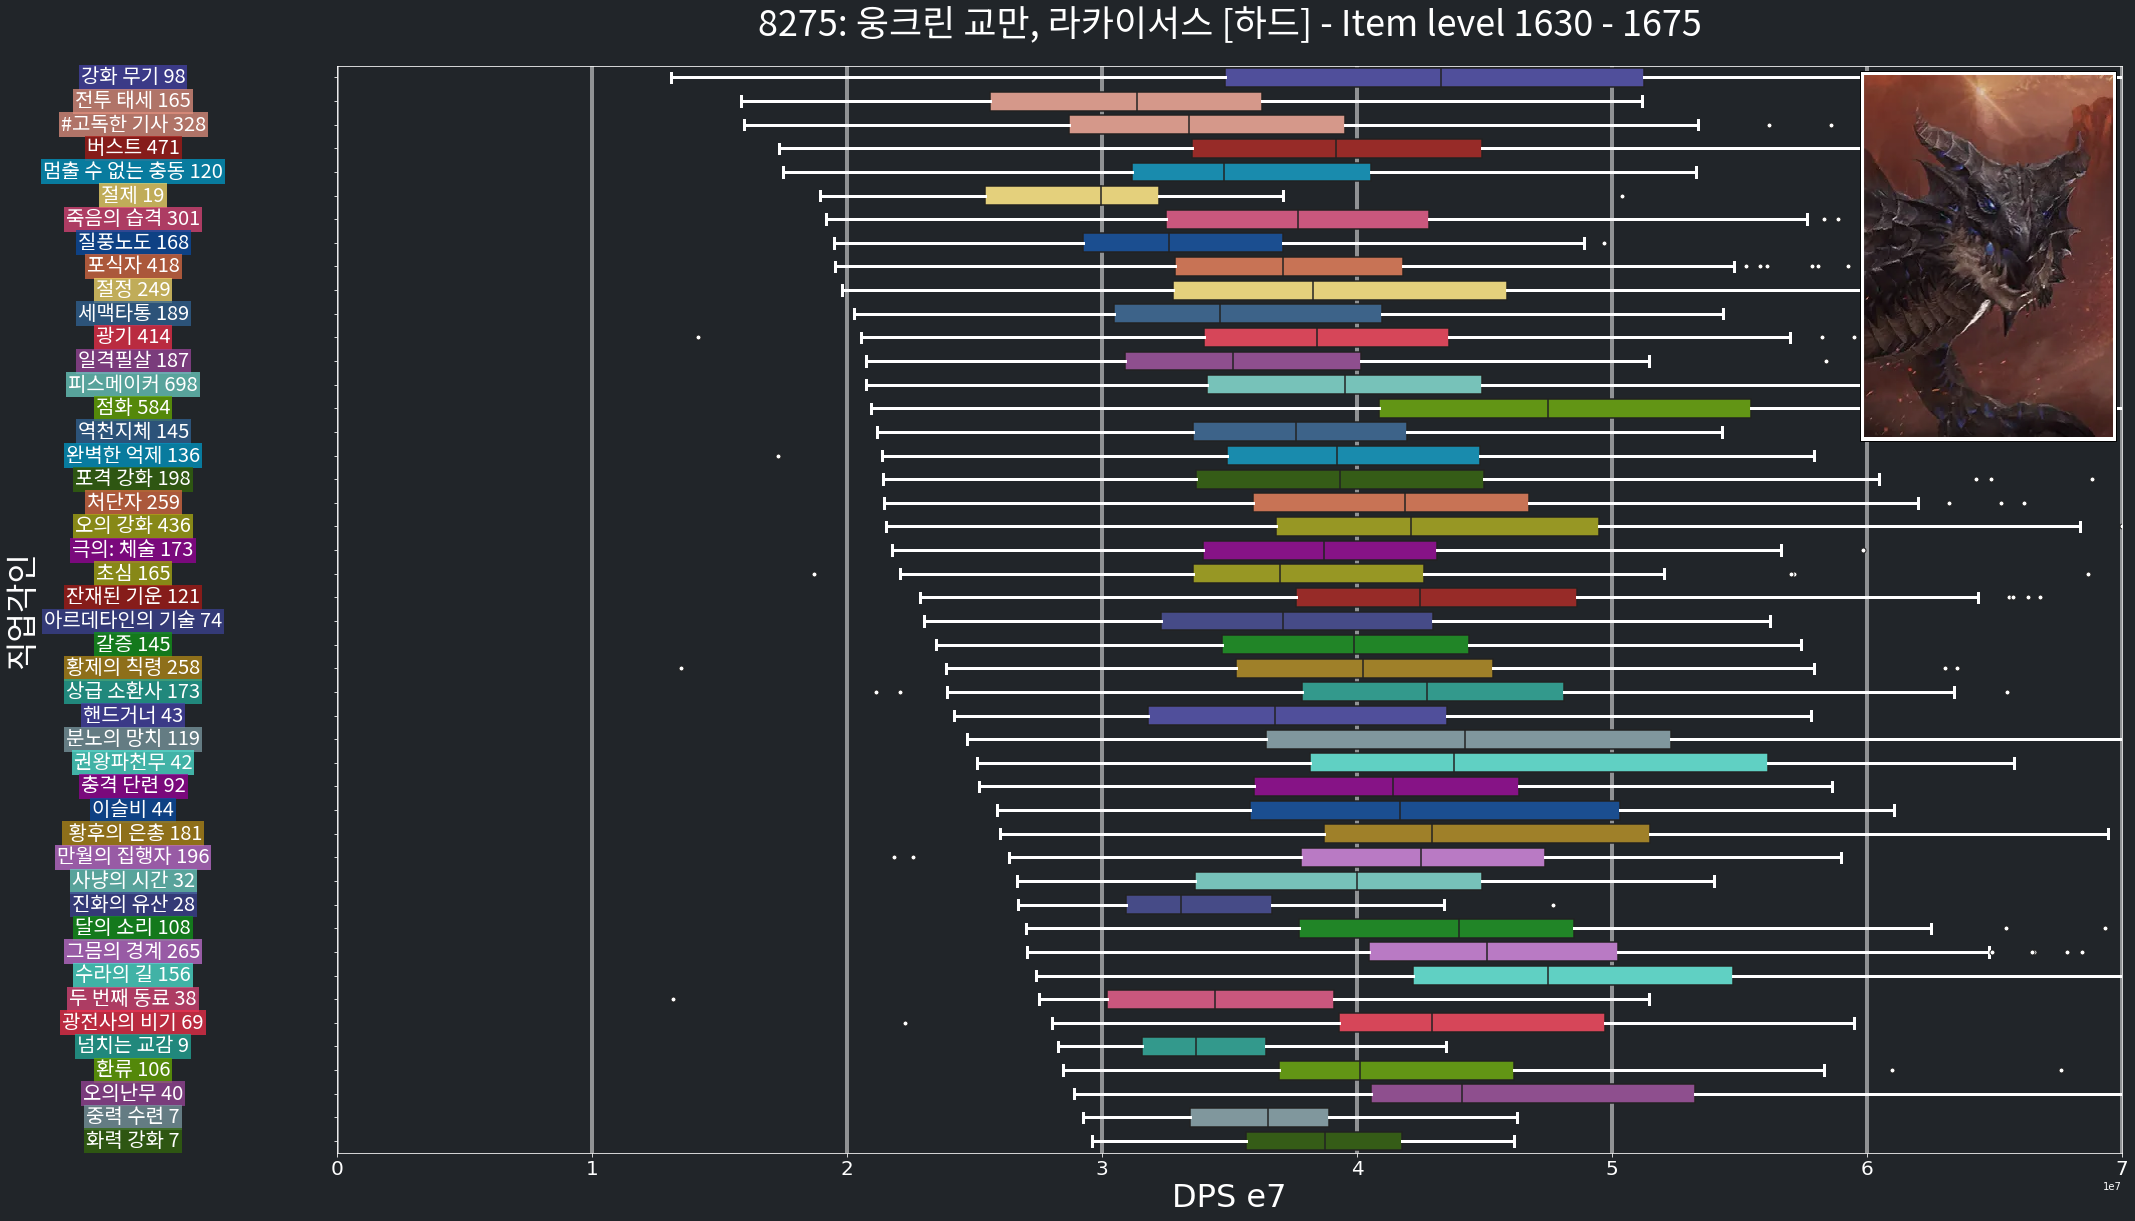 8275: 웅크린 교만, 라카이서스 [하드] - Item level 1630 - 1675
강화 무기 98
전투 태세 165
#고독한 기사 328
버스트 471
멈출 수 없는 충동 120
절제 19
죽음의 습격 301
질풍노도 168
포식자 418
절정 249
세맥타통 189
광기 414
일격필살 187
피스메이커 698
점화 584
역천지체 145
완벽한 억제 136
포격 강화 198
처단자 259
오의 강화 436
극의: 체술 173
초심 165
잔재된 기운 121
아르데타인의 기술 74
갈증 145
황제의 칙령 258
상급 소환사 173
핸드거너 43
분노의 망치 119
권왕파천무 42
충격 단련 92
이슬비 44
황후의 은총 181
만월의 집행자 196
사냥의 시간 32
진화의 유산 28
달의 소리 108
그믐의 경계 265
수라의 길 156
두 번째 동료 38
광전사의 비기 69
넘치는 교감 9
환류 106
오의난무 40
중력 수련 7
화력 강화 7
직업각인
0 1 2 3 4 5 6 7
1e7
DPS e7